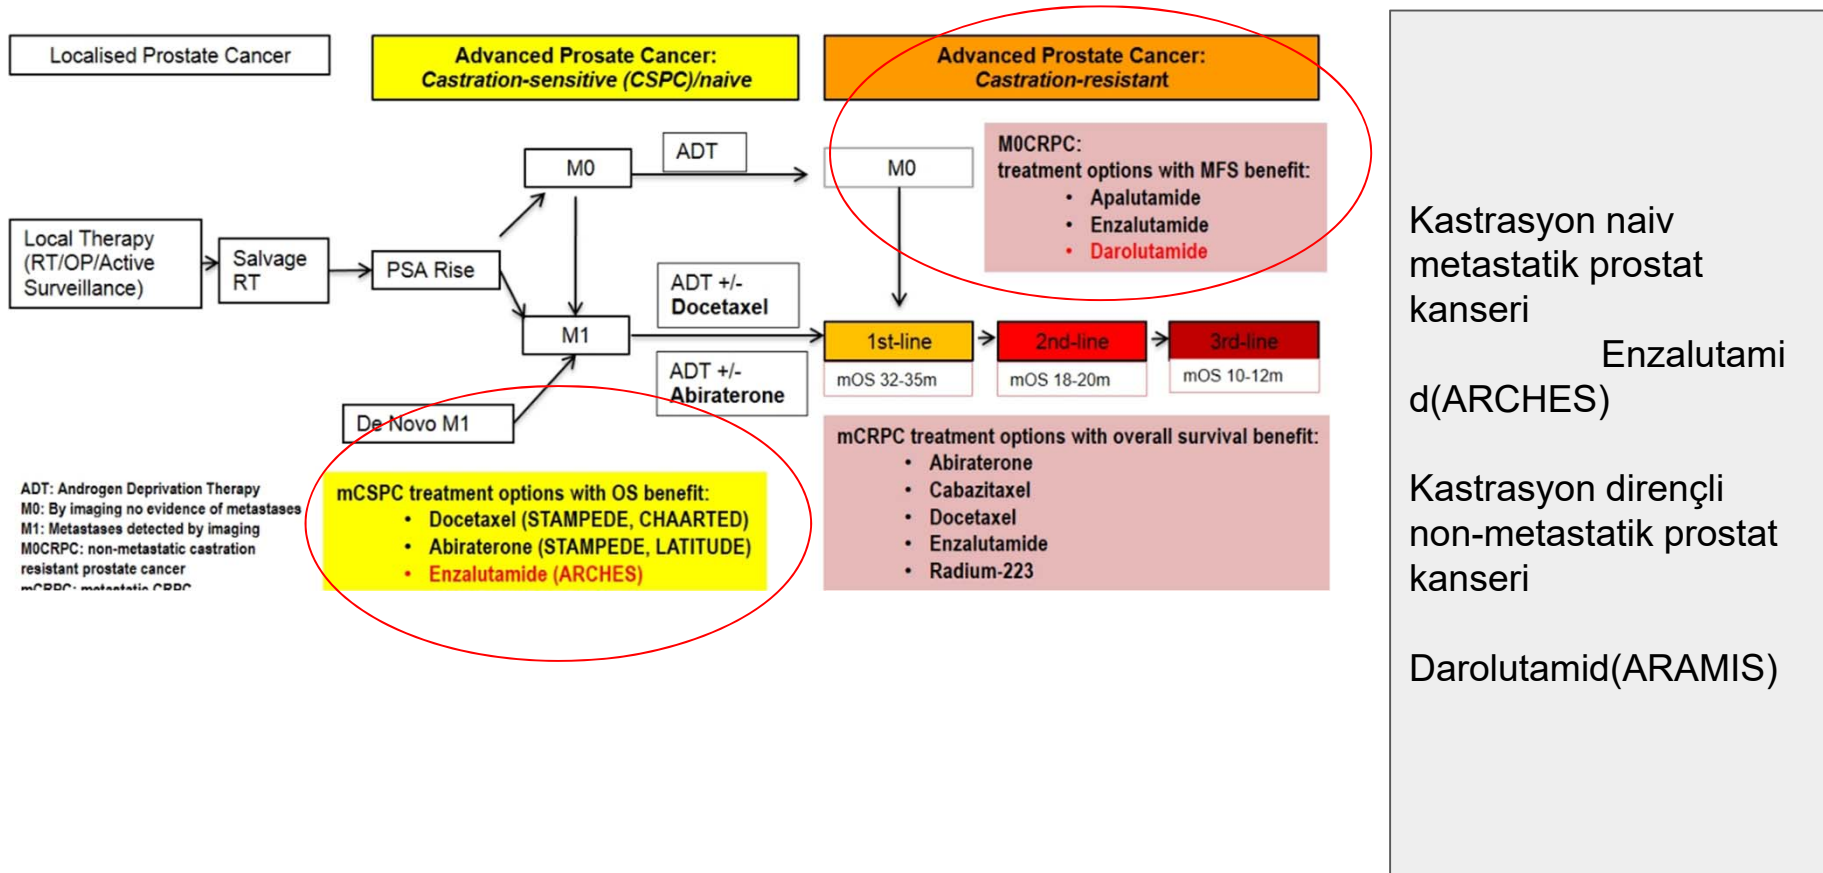 Localised Prostate Cancer
Advanced Prosate Cancer:
Castration-sensitive (CSPC)/naive
Advanced Prostate Cancer:
Castration-resistant
M0
ADT
M0
M0CRPC:
treatment options with MFS benefit:
• Apalutamide
• Enzalutamide
• Darolutamide
Local Therapy
(RT/OP/Active
Surveillance)
Salvage
RT
PSA Rise
M1
De Novo M1
ADT +/-
Docetaxel
ADT +/-
Abiraterone
1st-line
2nd-line
3rd-line
mOS 32-35m
mOS 18-20m
mOS 10-12m
ADT: Androgen Deprivation Therapy
M0: By imaging no evidence of metastases
M1: Metastases detected by imaging
M0CRPC: non-metastatic castration
resistant prostate cancer
mCRPC: metastatic CRPC
mCSPC treatment options with OS benefit:
• Docetaxel (STAMPEDE, CHAARTED)
• Abiraterone (STAMPEDE, LATITUDE)
• Enzalutamide (ARCHES)
mCRPC treatment options with overall survival benefit:
• Abiraterone
• Cabazitaxel
• Docetaxel
• Enzalutamide
• Radium-223
Kastrasyon naiv
metastatik prostat
kanseri
Enzalutami
d(ARCHES)
Kastrasyon dirençli
non-metastatik prostat
kanseri
Darolutamid(ARAMIS)